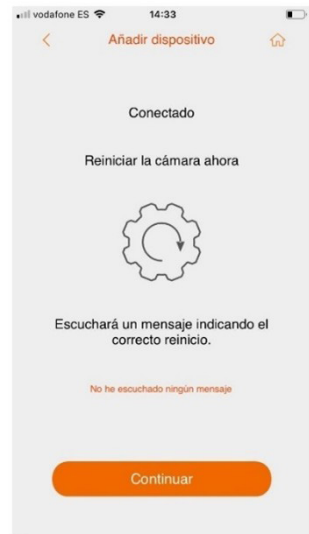 vodafone ES 14:33
Añadir dispositivo
Conectado
Reiniciar la cámara ahora
Escuchará un mensaje indicando el
correcto reinicio.
No he escuchado ningún mensaje
Continuar